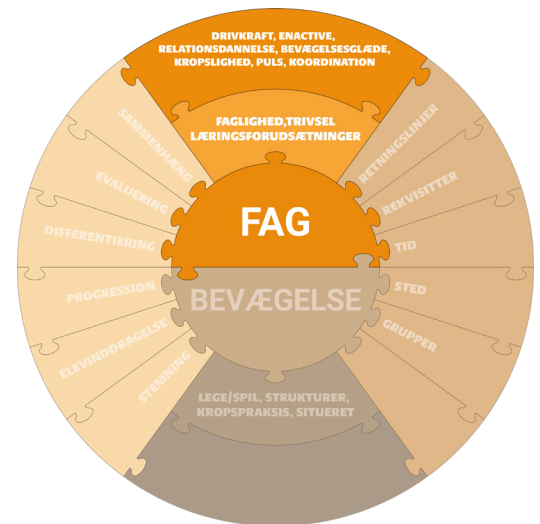 DRIVKRAFT, ENACTIVE,
RELATIONSDANNELSE, BEVÆGELSESGLÆDE,
KROPSLIGHED, PULS, KOORDINATION
FAGLIGHED,TRIVSEL
LÆRINGSFORUDSÆTNINGER
SAMMENHÆNG
EVALUERING
DIFFERENTIERING
PROGRESSION
ELEVINDDRAGELSE
STEMNING
FAG
BEVÆGELSE
RETNINGSLINJER
REKVISITTER
TID
STED
GRUPPER
LEGE/SPIL, STRUKTURER,
KROPSPRAKSIS, SITUERET